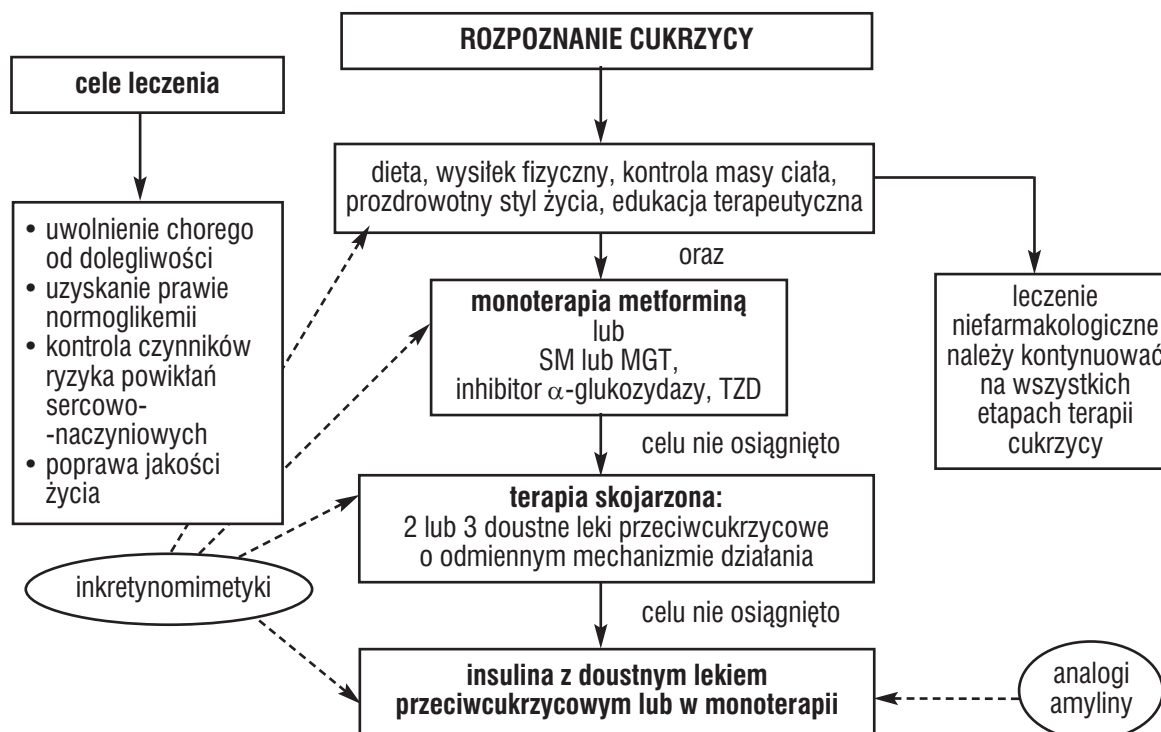 ROZPOZNANIE CUKRZYCY
cele leczenia
dieta, wysiłek fizyczny, kontrola masy ciała,
prozdrowotny styl życia, edukacja terapeutyczna
• uwolnienie chorego
od dolegliwości
• uzyskanie prawie
normoglikemii
• kontrola czynników
ryzyka powikłań
sercowo-
-naczyniowych
• poprawa jakości
życia
oraz
monoterapia metforminą
lub
SM lub MGT,
inhibitor α-glukozydazy, TZD
leczenie
niefarmakologiczne
należy kontynuować
na wszystkich
etapach terapii
cukrzycy
celu nie osiągnięto
terapia skojarzona:
2 lub 3 doustne leki przeciwcukrzycowe
o odmiennym mechanizmie działania
inkretynomimetyki
celu nie osiągnięto
insulina z doustnym lekiem
przeciwcukrzycowym lub w monoterapii
analogi
amyliny